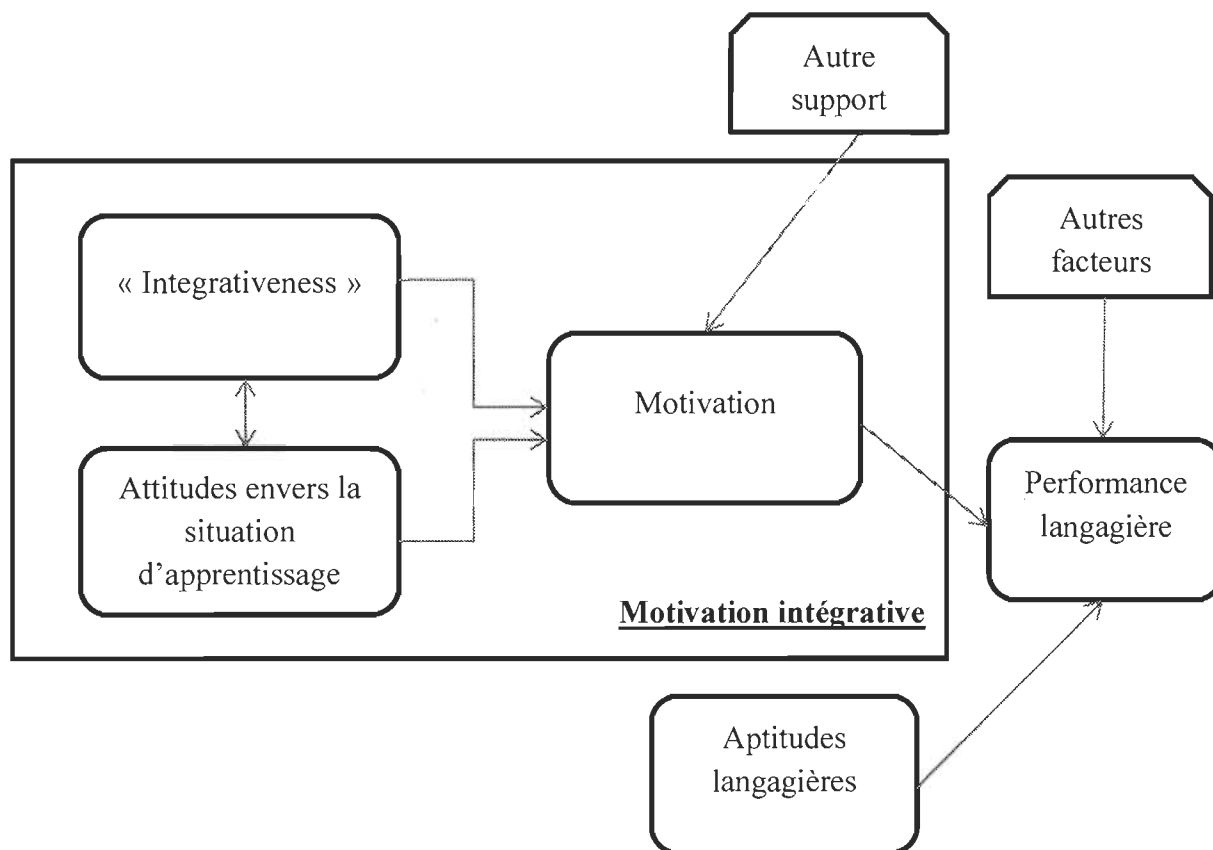 Autre
support
Autres
facteurs
« Integrativeness »
Motivation
Attitudes envers la
situation
d'apprentissage
Performance
langagière
Motivation intégrative
Aptitudes
langagières